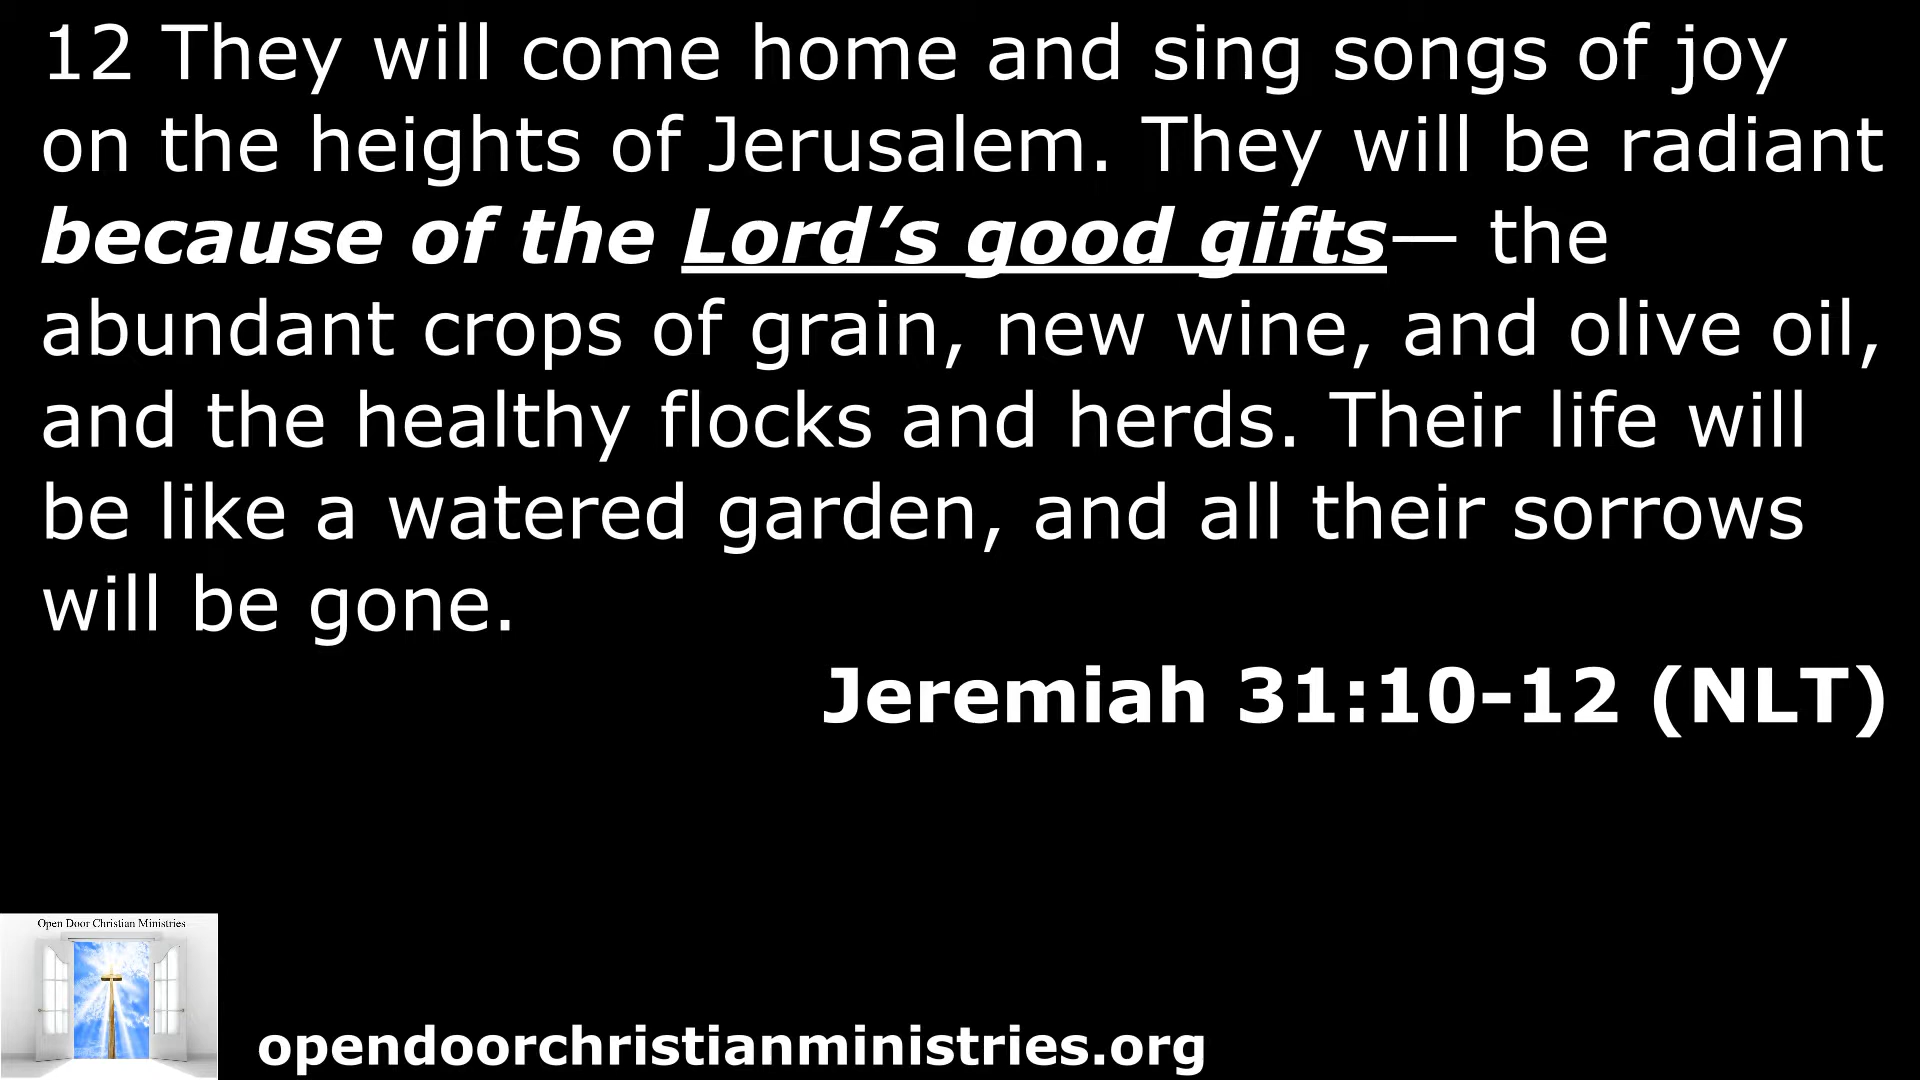 12 They will come home and sing songs of joy
on the heights of Jerusalem. They will be radiant
because of the Lord’s good gifts— the
abundant crops of grain, new wine, and olive oil,
and the healthy flocks and herds. Their life will
be like a watered garden, and all their sorrows
will be gone.
Jeremiah 31:10-12 (NLT)
Open Door Christian Ministries
opendoorchristianministries.org